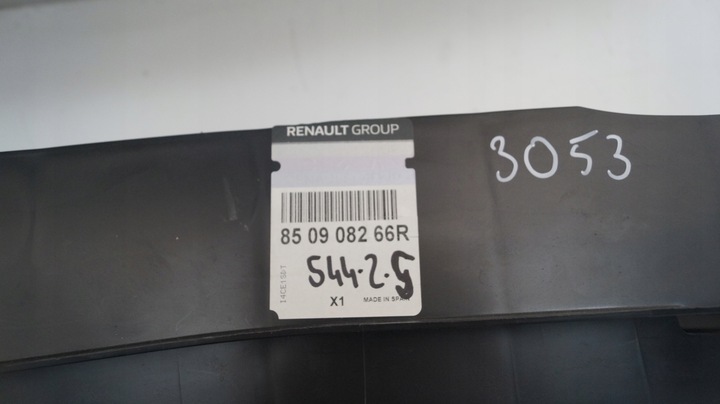 RENAULT GROUP
3053
85 09 082 66R
544·2·5
X1 MADE IN SPAIN